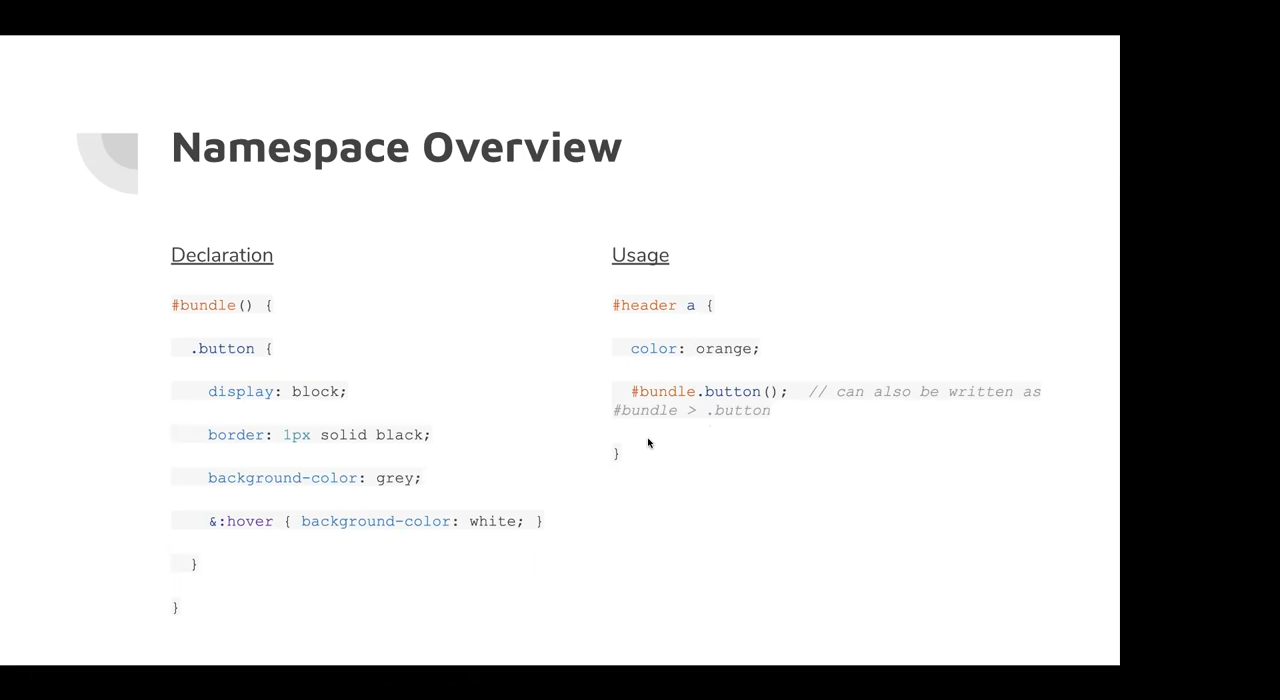 Namespace Overview
Declaration
#bundle() {
.button {
display: block;
border: 1px solid black;
background-color: grey;
&:hover { background-color: white; }
}
}
Usage
#header a {
color: orange;
#bundle.button(); // can also be written as
#bundle > .button
}